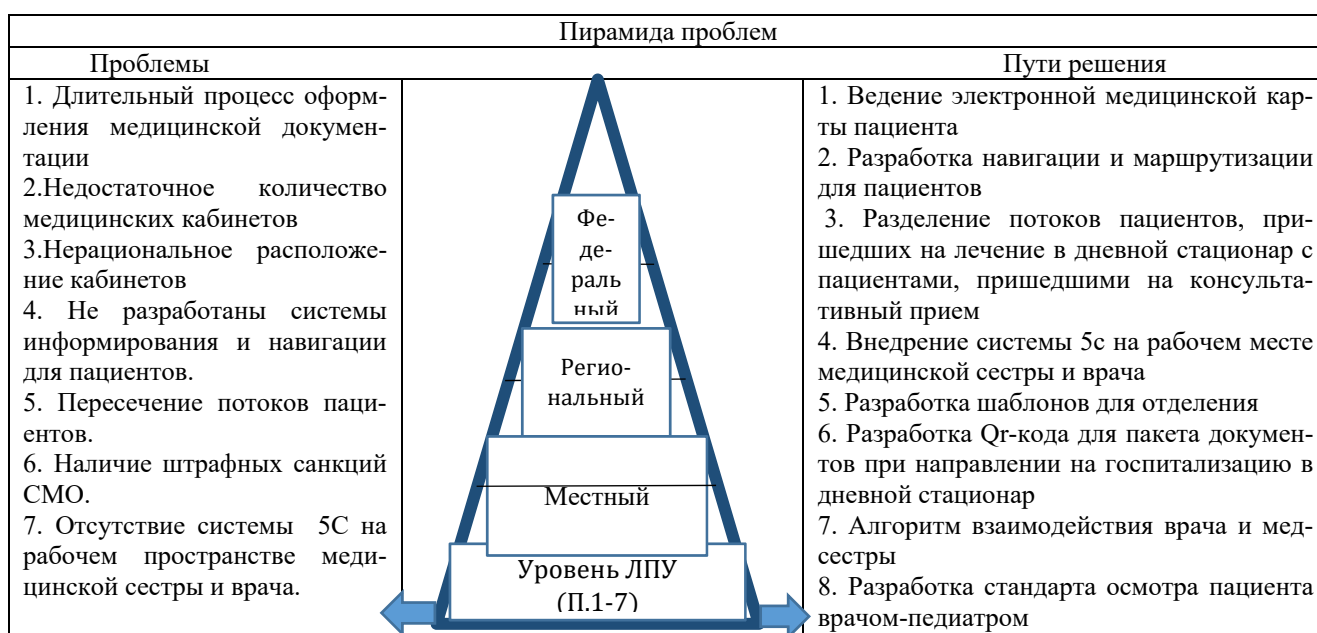 Пирамида проблем
Проблемы
1. Длительный процесс оформ-
ления медицинской докумен-
тации
2.Недостаточное количество
медицинских кабинетов
3.Нерациональное расположе-
ние кабинетов
4. Не разработаны системы
информирования и навигации
для пациентов.
5. Пересечение потоков паци-
ентов.
6. Наличие штрафных санкций
СМО.
7. Отсутствие системы 5С на
рабочем пространстве меди-
цинской сестры и врача.
Фе-
де-
раль
ный
Регио-
нальный
Местный
Уровень ЛПУ
(П.1-7)
Пути решения
1. Ведение электронной медицинской кар-
ты пациента
2. Разработка навигации и маршрутизации
для пациентов
3. Разделение потоков пациентов, при-
шедших на лечение в дневной стационар с
пациентами, пришедшими на консульта-
тивный прием
4. Внедрение системы 5с на рабочем месте
медицинской сестры и врача
5. Разработка шаблонов для отделения
6. Разработка Qr-кода для пакета докумен-
тов при направлении на госпитализацию в
дневной стационар
7. Алгоритм взаимодействия врача и мед-
сестры
8. Разработка стандарта осмотра пациента
врачом-педиатром